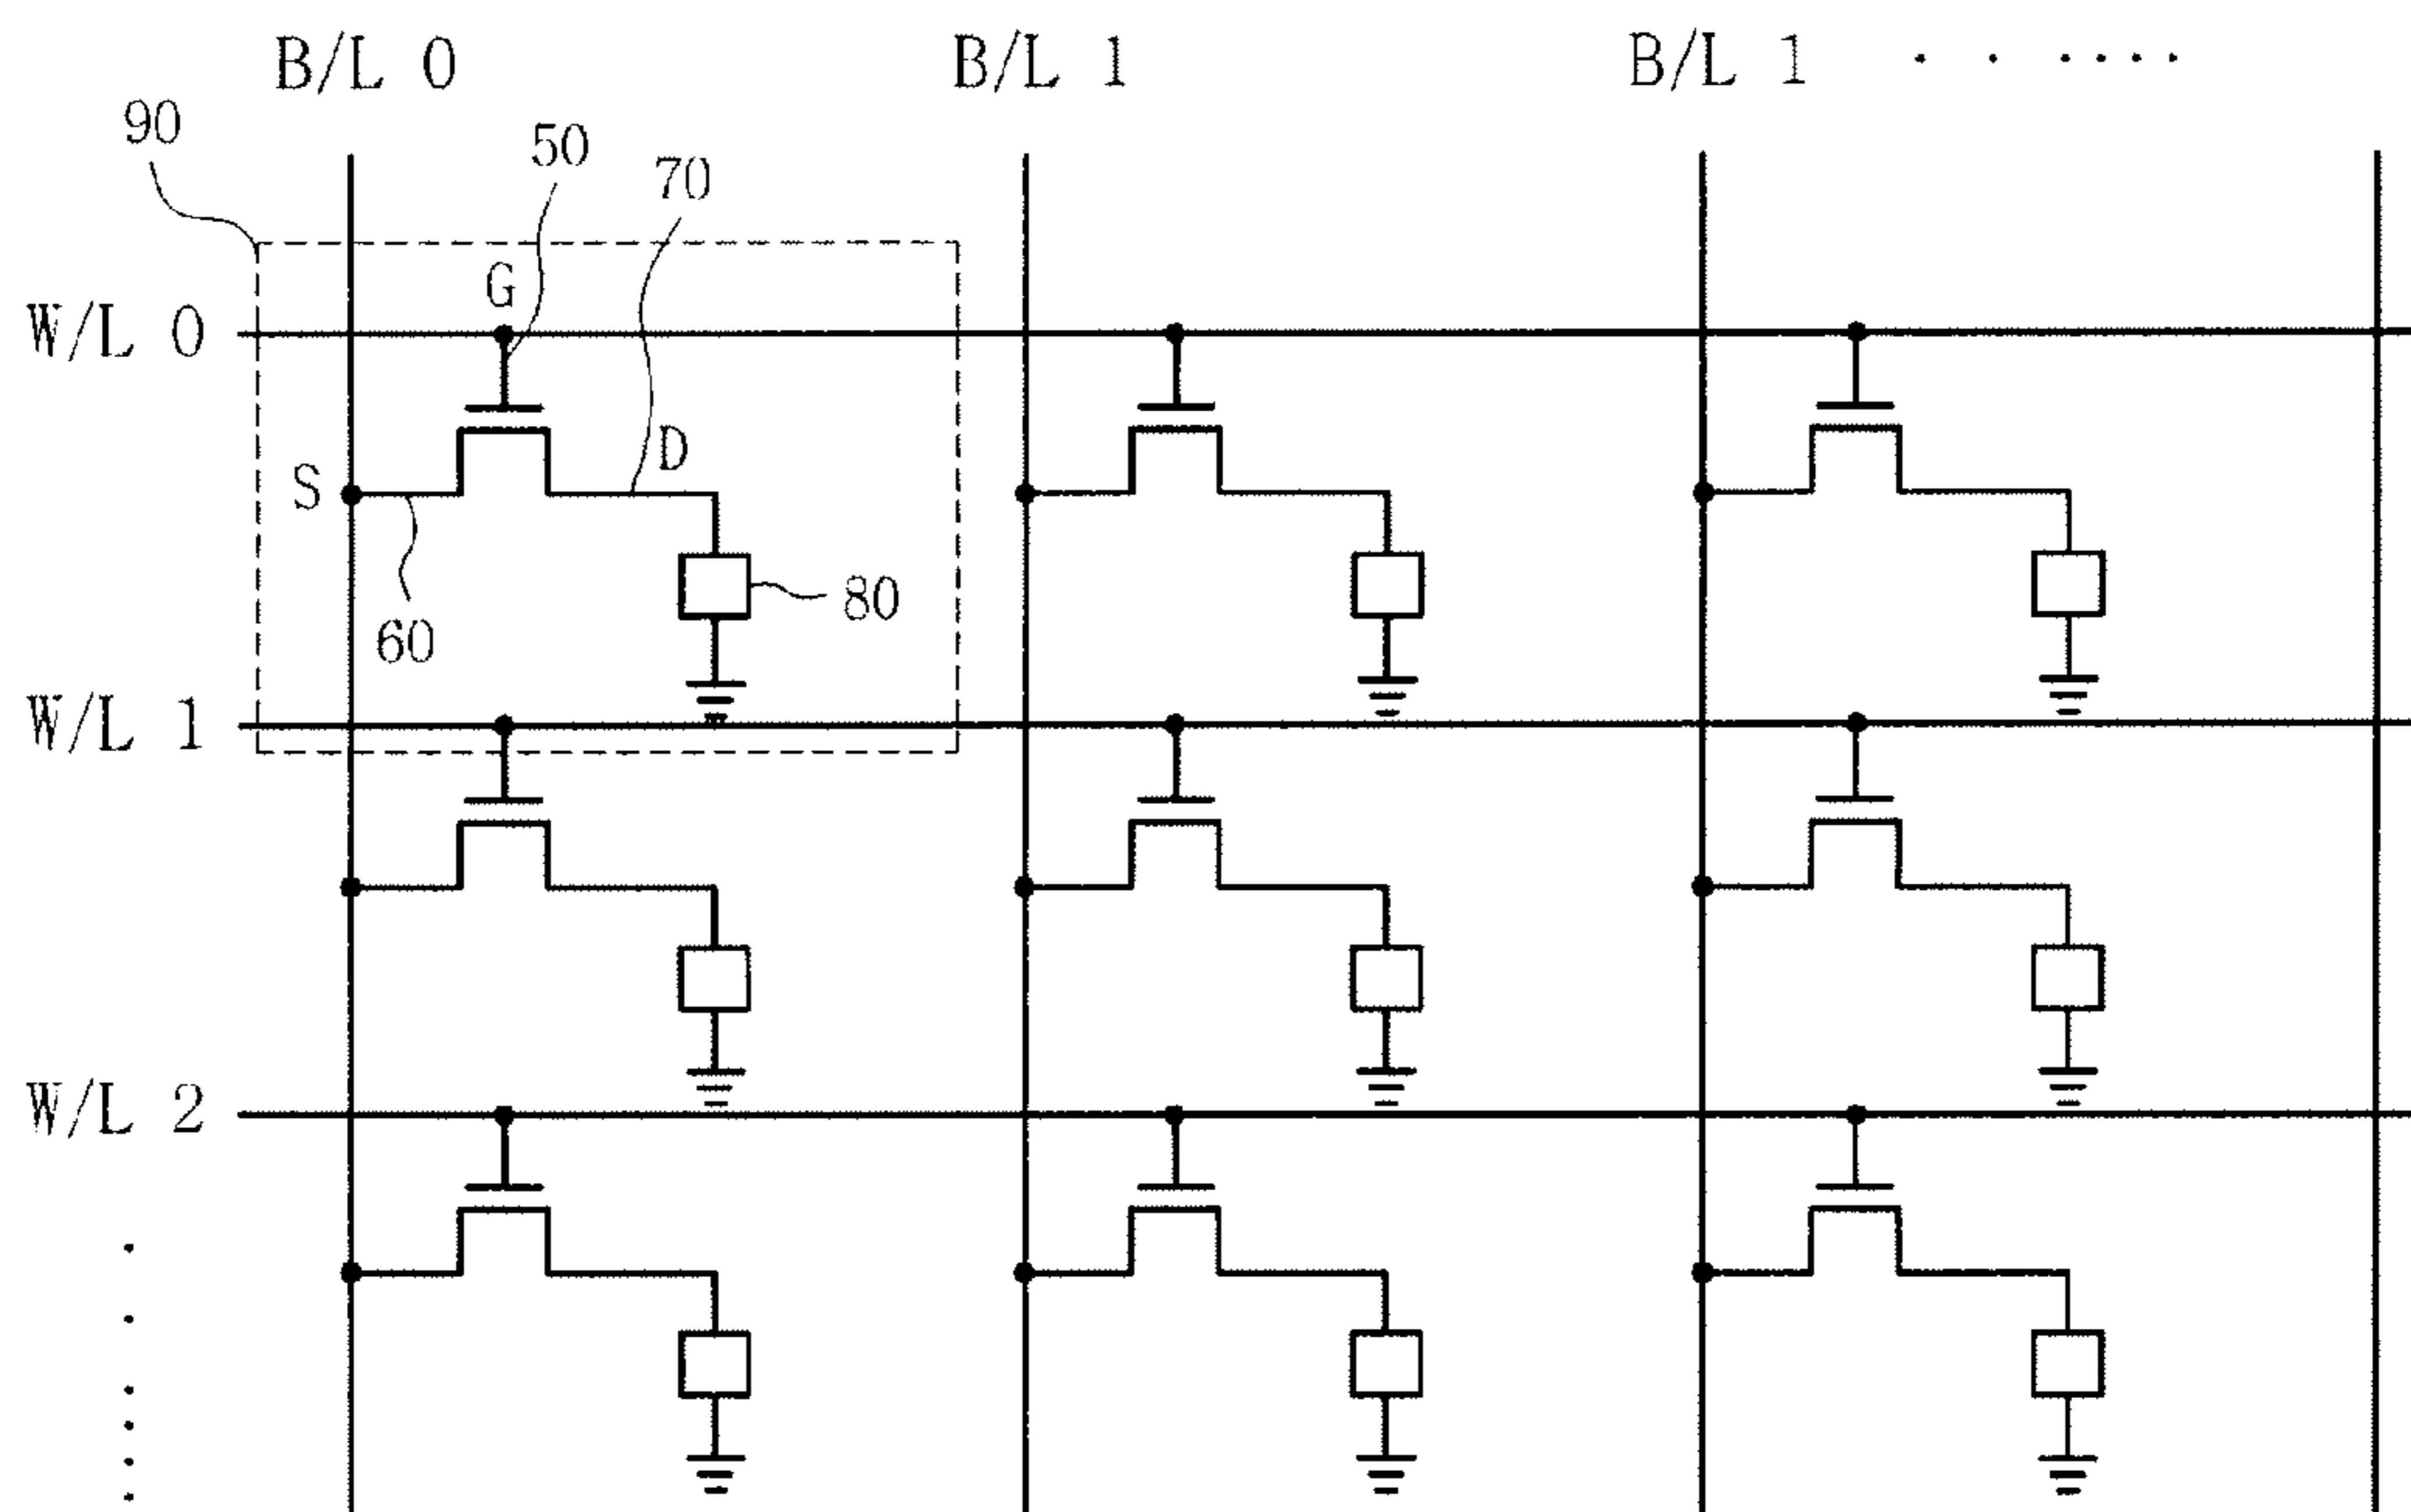 B/L 0 B/L 1 B/L 1 . . . . . .
90
50
70
G
W/L 0
D
S
80
60
W/L 1
W/L 2